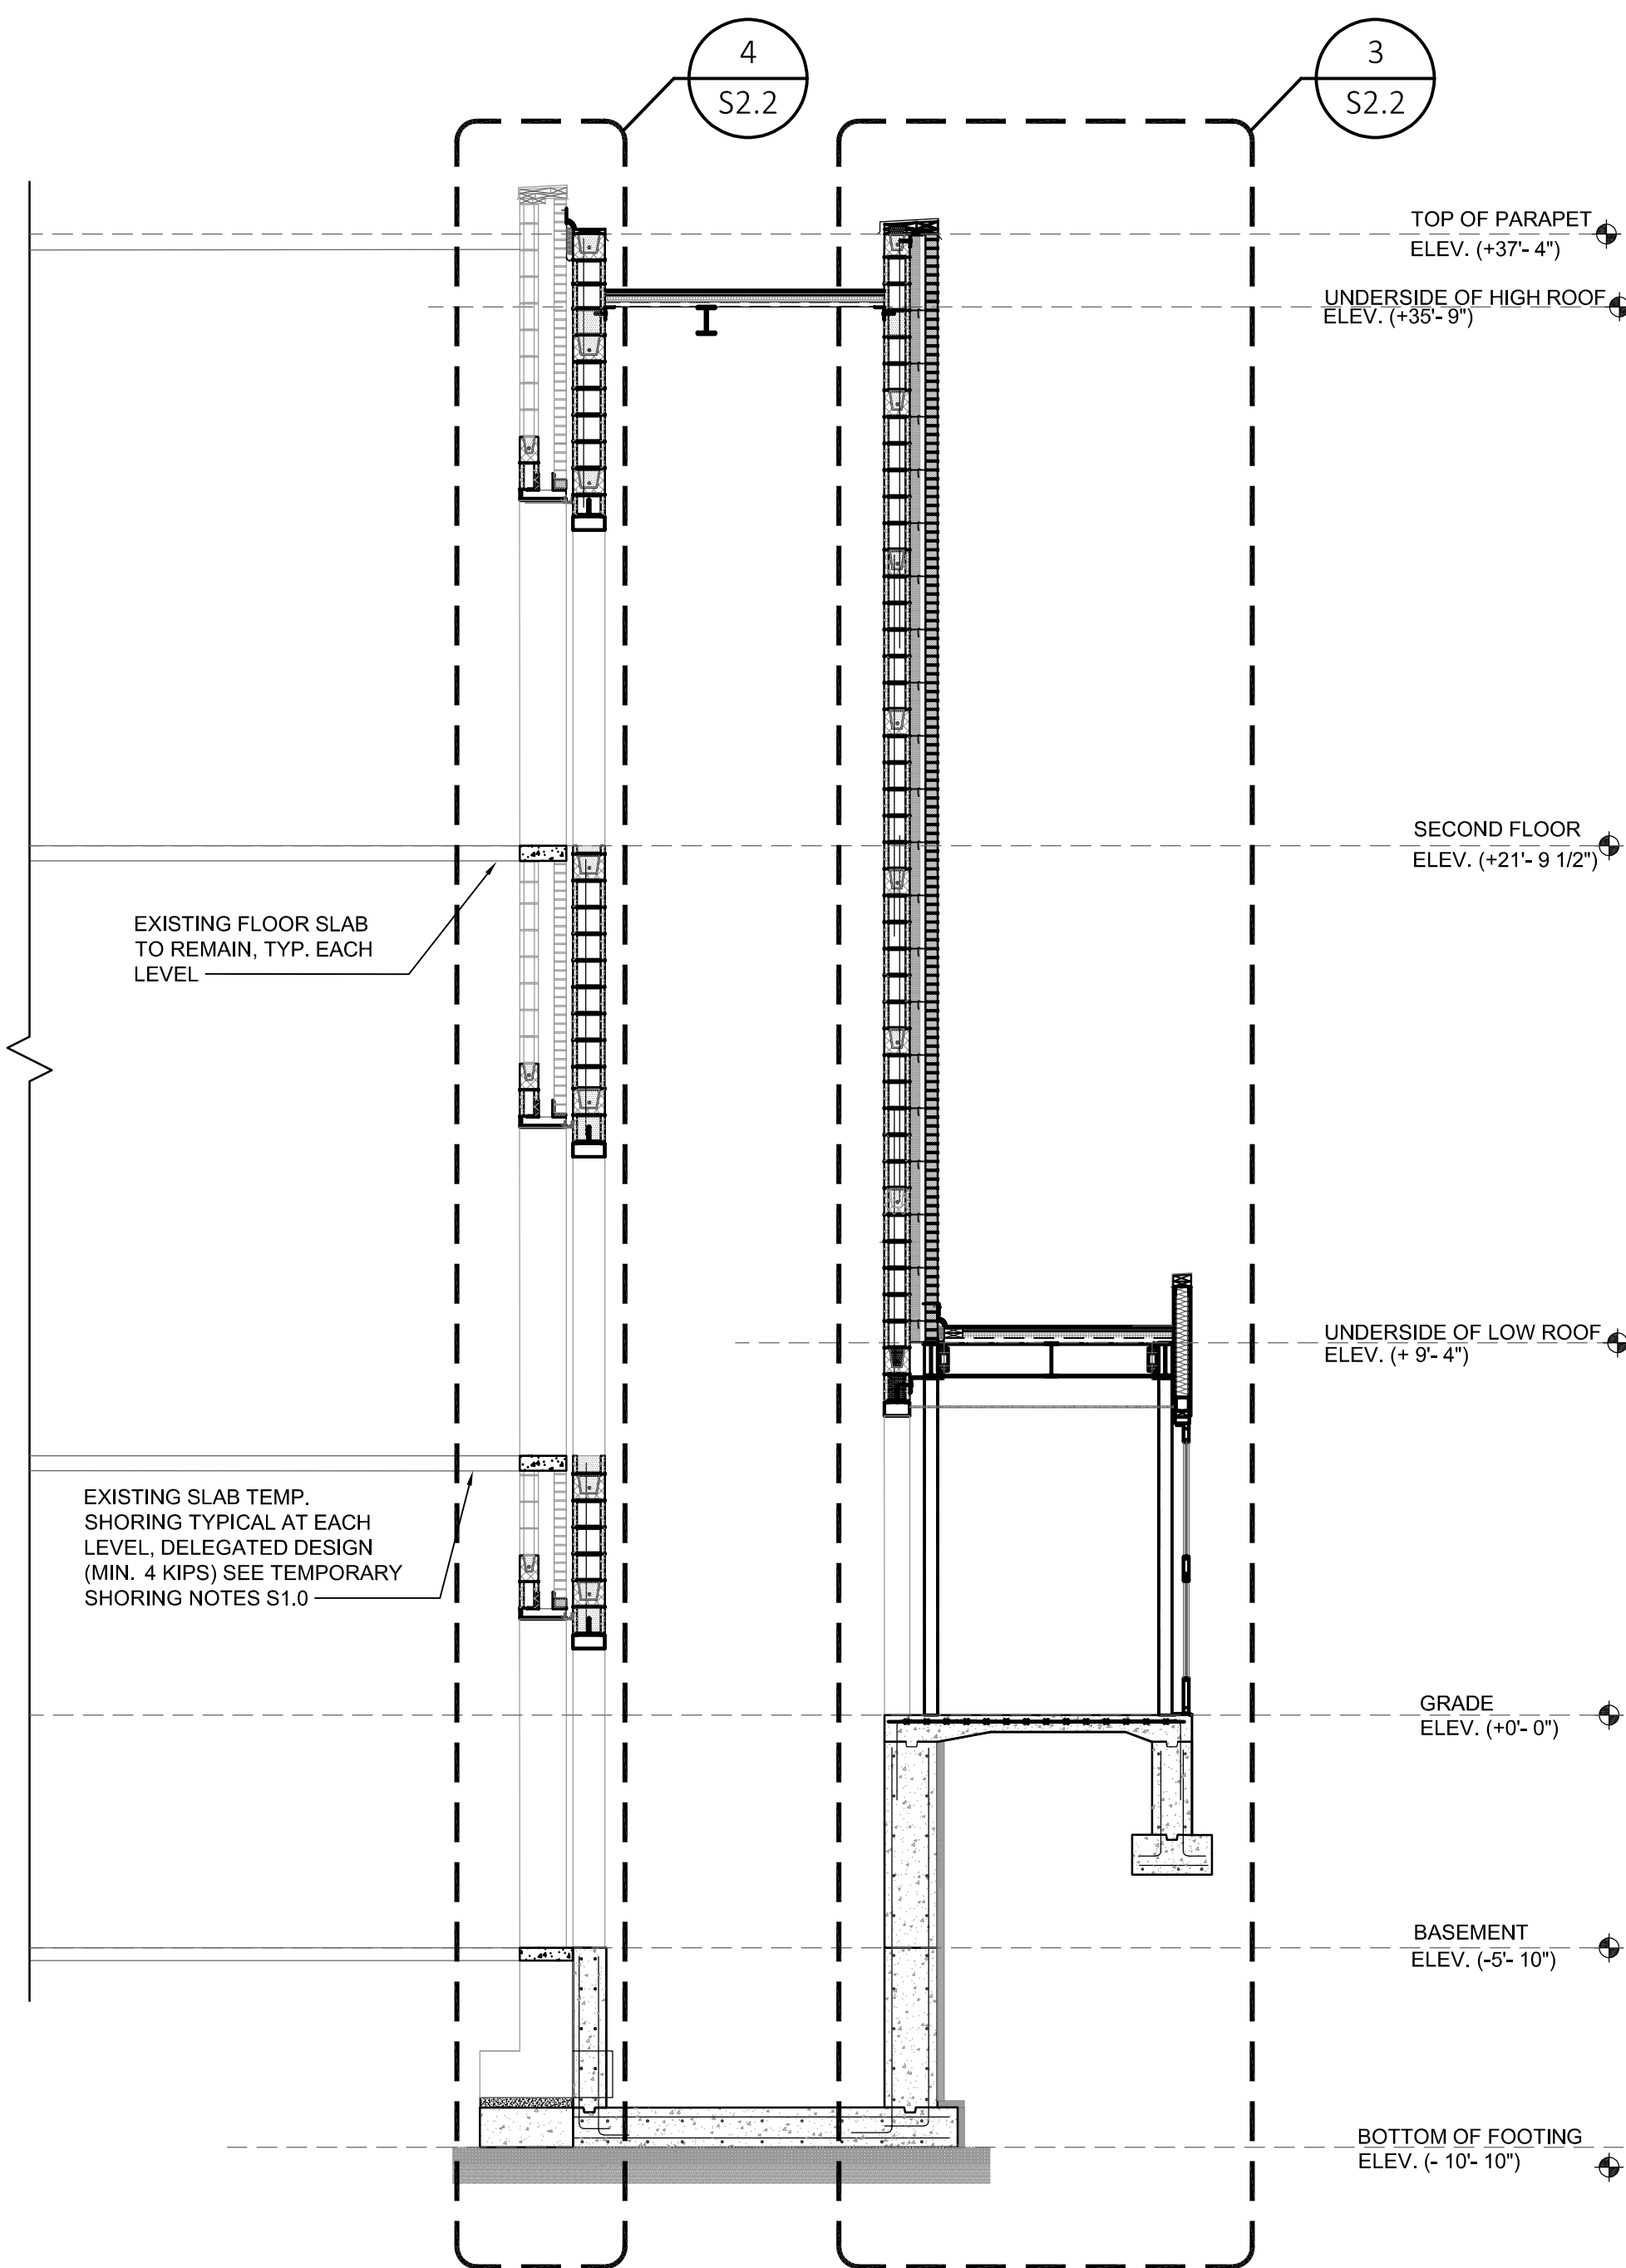 4
S2.2
3
S2.2
TOP OF PARAPET
ELEV. (+37'- 4")
UNDERSIDE OF HIGH ROOF
ELEV. (+35'- 9")
SECOND FLOOR
ELEV. (+21'- 9 1/2")
EXISTING FLOOR SLAB
TO REMAIN, TYP. EACH
LEVEL
UNDERSIDE OF LOW ROOF
ELEV. (+ 9'- 4")
EXISTING SLAB TEMP.
SHORING TYPICAL AT EACH
LEVEL, DELEGATED DESIGN
(MIN. 4 KIPS) SEE TEMPORARY
SHORING NOTES S1.0
GRADE
ELEV. (+0'- 0")
BASEMENT
ELEV. (-5'- 10")
BOTTOM OF FOOTING
ELEV. (- 10'- 10")